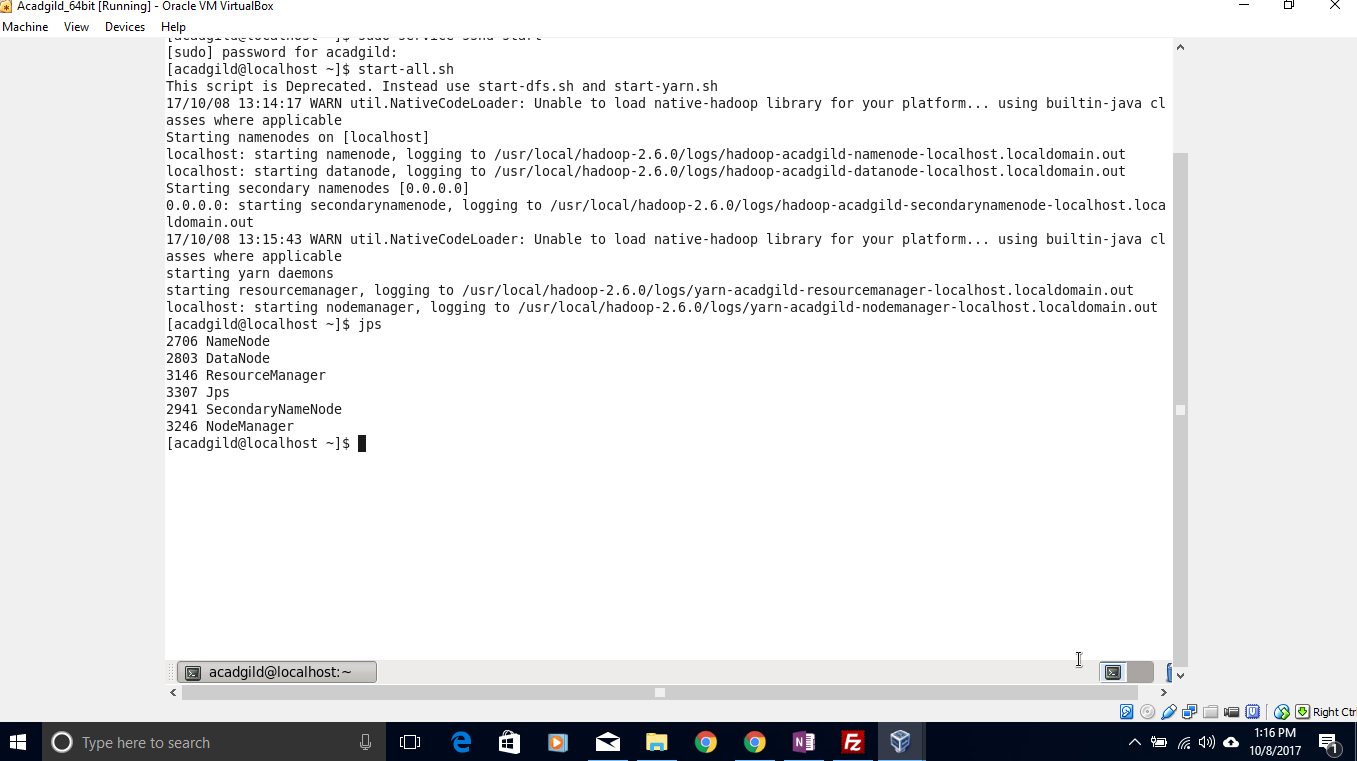 Acadgild_64bit [Running] - Oracle VM VirtualBox
Machine View Devices Help
[sudo] password for acadgild:
[acadgild@localhost ~]$ start-all.sh
This script is Deprecated. Instead use start-dfs.sh and start-yarn.sh
17/10/08 13:14:17 WARN util.NativeCodeLoader: Unable to load native-hadoop library for your platform... using builtin-java cl
asses where applicable
Starting namenodes on [localhost]
localhost: starting namenode, logging to /usr/local/hadoop-2.6.0/logs/hadoop-acadgild-namenode-localhost.localdomain.out
localhost: starting datanode, logging to /usr/local/hadoop-2.6.0/logs/hadoop-acadgild-datanode-localhost.localdomain.out
Starting secondary namenodes [0.0.0.0]
0.0.0.0: starting secondarynamenode, logging to /usr/local/hadoop-2.6.0/logs/hadoop-acadgild-secondarynamenode-localhost.loca
ldomain.out
17/10/08 13:15:43 WARN util.NativeCodeLoader: Unable to load native-hadoop library for your platform... using builtin-java cl
asses where applicable
starting yarn daemons
starting resourcemanager, logging to /usr/local/hadoop-2.6.0/logs/yarn-acadgild-resourcemanager-localhost.localdomain.out
localhost: starting nodemanager, logging to /usr/local/hadoop-2.6.0/logs/yarn-acadgild-nodemanager-localhost.localdomain.out
[acadgild@localhost ~]$ jps
2706 NameNode
2803 DataNode
3146 ResourceManager
3307 Jps
2941 SecondaryNameNode
3246 NodeManager
[acadgild@localhost ~]$
acadgild@localhost:~
Right Ctr
Type here to search
1:16 PM
10/8/2017
1